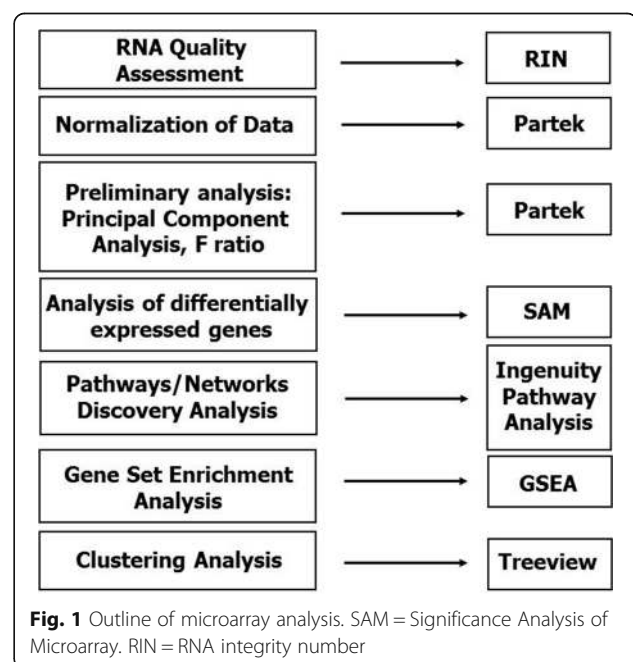 RNA Quality
Assessment
RIN
Normalization of Data
Partek
Preliminary analysis:
Principal Component
Analysis, F ratio
Partek
Analysis of differentially
expressed genes
SAM
Pathways/Networks
Discovery Analysis
Ingenuity
Pathway
Analysis
Gene Set Enrichment
Analysis
GSEA
Clustering Analysis
Treeview
Fig. 1 Outline of microarray analysis. SAM = Significance Analysis of
Microarray. RIN = RNA integrity number